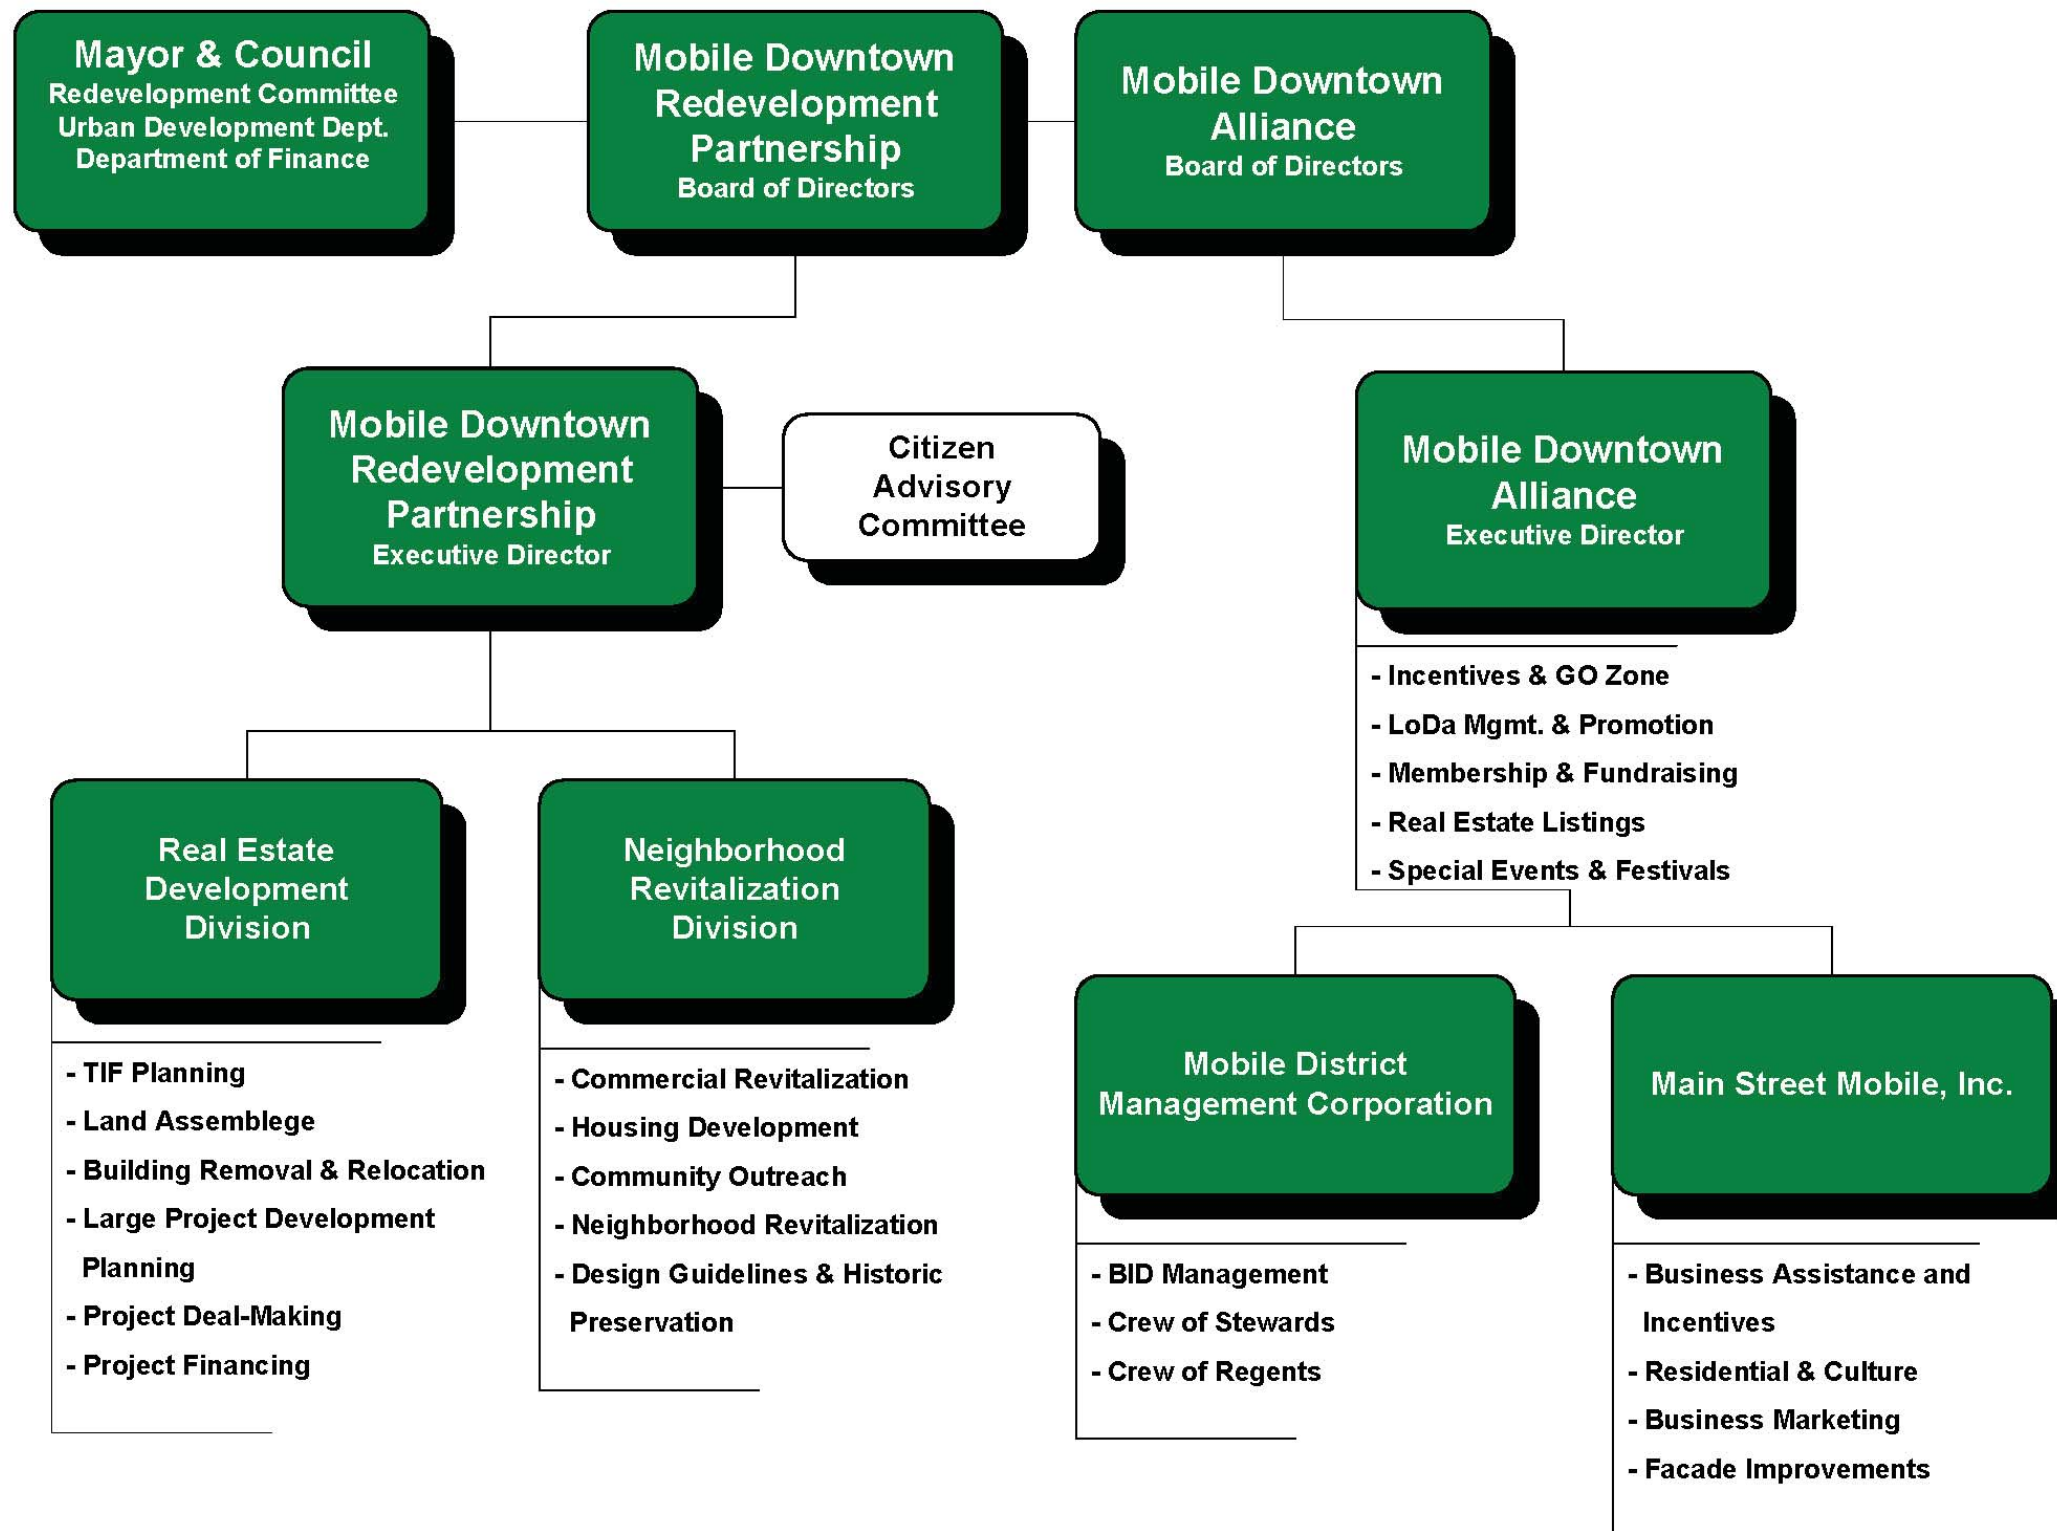 Mayor & Council
Redevelopment Committee
Urban Development Dept.
Department of Finance
Mobile Downtown
Redevelopment
Partnership
Board of Directors
Mobile Downtown
Alliance
Board of Directors
Mobile Downtown
Redevelopment
Partnership
Executive Director
Citizen
Advisory
Committee
Mobile Downtown
Alliance
Executive Director
- Incentives & GO Zone
- LoDa Mgmt. & Promotion
- Membership & Fundraising
- Real Estate Listings
- Special Events & Festivals
Real Estate
Development
Division
- TIF Planning
- Land Assemblege
- Building Removal & Relocation
- Large Project Development
Planning
- Project Deal-Making
- Project Financing
Neighborhood
Revitalization
Division
- Commercial Revitalization
- Housing Development
- Community Outreach
- Neighborhood Revitalization
- Design Guidelines & Historic
Preservation
Mobile District
Management Corporation
- BID Management
- Crew of Stewards
- Crew of Regents
Main Street Mobile, Inc.
- Business Assistance and
Incentives
- Residential & Culture
- Business Marketing
- Facade Improvements